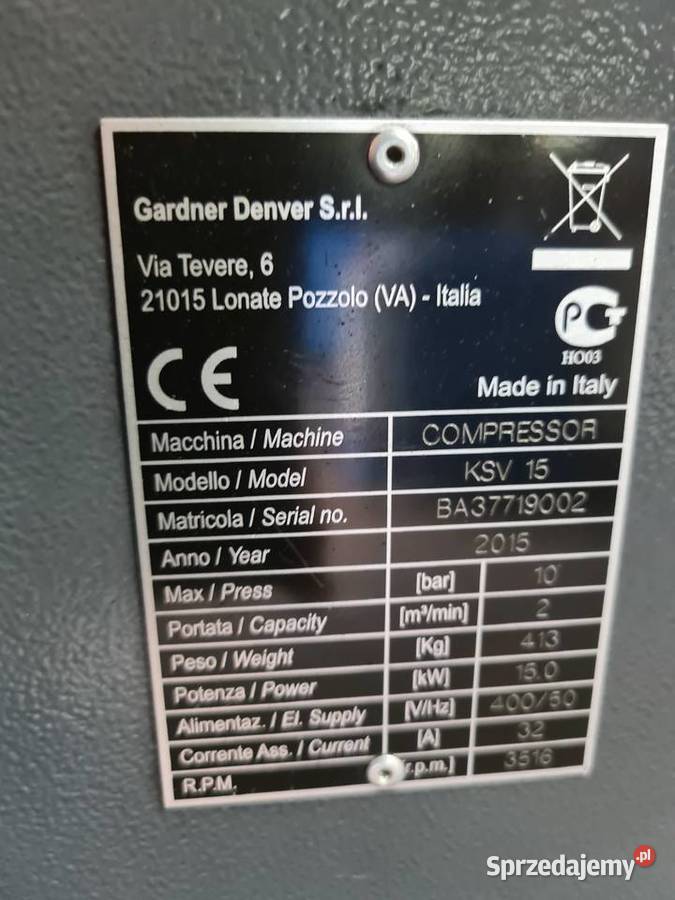 Gardner Denver S.r.l.
Via Tevere, 6
21015 Lonate Pozzolo (VA) - Italia
PCT
HO03
CE
Made in Italy
Macchina / Machine COMPRESSOR
Modello / Model KSV 15
Matricola / Serial no. BA37719002
Anno / Year 2015
Max / Press [bar] 10
Portata / Capacity [m³/min] 2
Peso / Weight [Kg] 413
Potenza / Power [kW] 15.0
Alimentaz. / El. Supply [V/Hz] 400/50
Corrente Ass. / Current [A] 32
R.P.M. r.p.m.] 3516
Sprzedajemy.pl